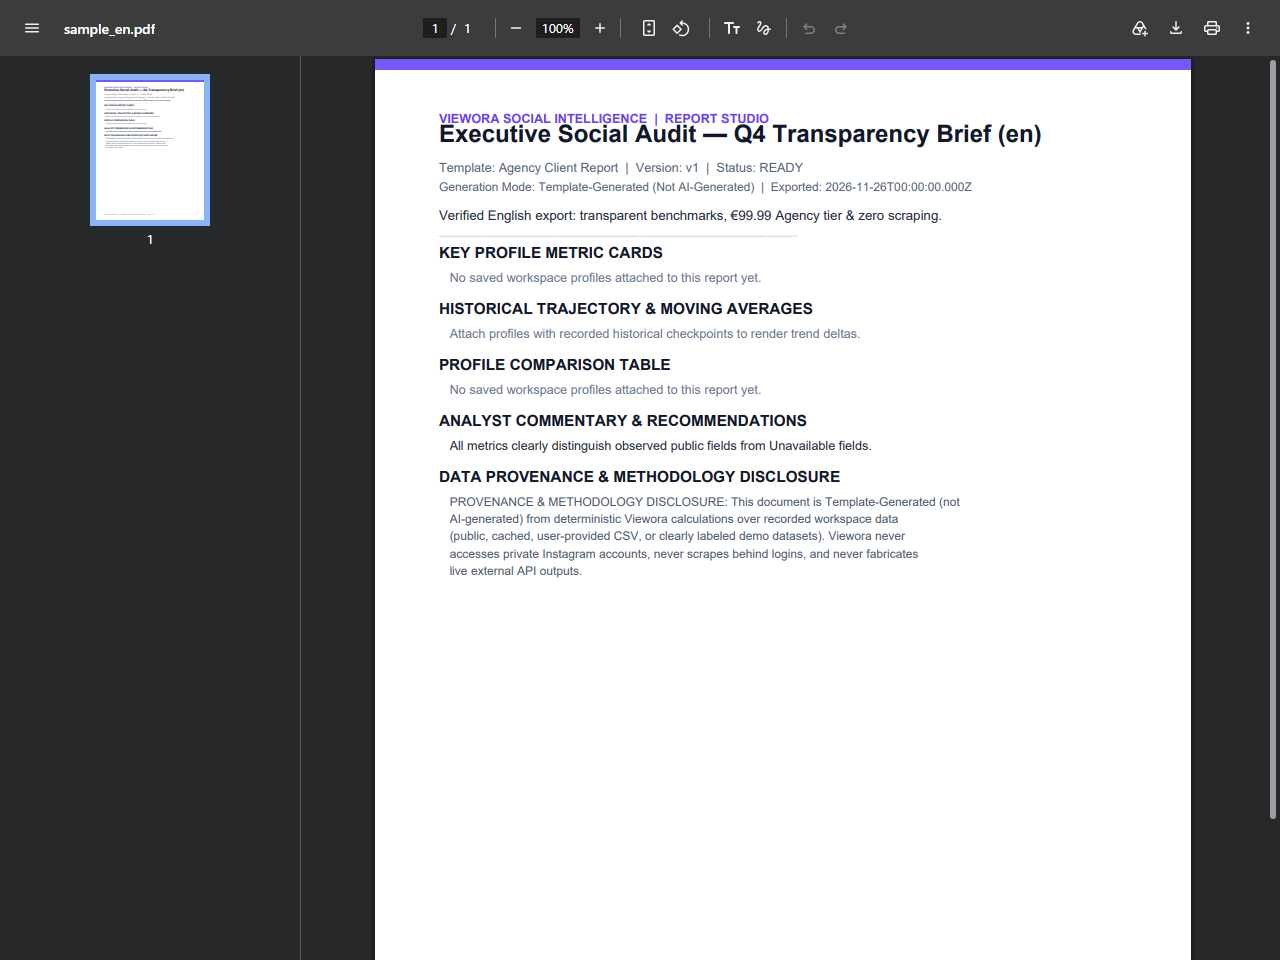 sample_en.pdf
1 / 1
100%
1
VIEWORA SOCIAL INTELLIGENCE | REPORT STUDIO
Executive Social Audit — Q4 Transparency Brief (en)
Template: Agency Client Report | Version: v1 | Status: READY
Generation Mode: Template-Generated (Not AI-Generated) | Exported: 2026-11-26T00:00:00.000Z
Verified English export: transparent benchmarks, €99.99 Agency tier & zero scraping.
KEY PROFILE METRIC CARDS
No saved workspace profiles attached to this report yet.
HISTORICAL TRAJECTORY & MOVING AVERAGES
Attach profiles with recorded historical checkpoints to render trend deltas.
PROFILE COMPARISON TABLE
No saved workspace profiles attached to this report yet.
ANALYST COMMENTARY & RECOMMENDATIONS
All metrics clearly distinguish observed public fields from Unavailable fields.
DATA PROVENANCE & METHODOLOGY DISCLOSURE
PROVENANCE & METHODOLOGY DISCLOSURE: This document is Template-Generated (not
AI-generated) from deterministic Viewora calculations over recorded workspace data
(public, cached, user-provided CSV, or clearly labeled demo datasets). Viewora never
accesses private Instagram accounts, never scrapes behind logins, and never fabricates
live external API outputs.